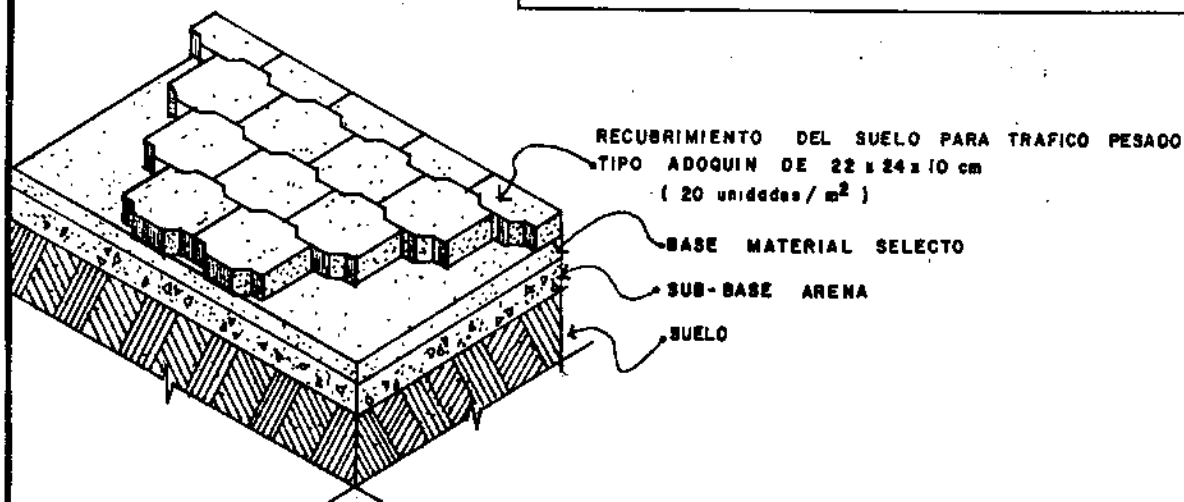 RECUBRIMIENTO DEL SUELO PARA TRAFICO PESADO
TIPO ADOQUIN DE 22 x 24 x 10 cm
( 20 unidades / m² )
BASE MATERIAL SELECTO
SUB-BASE ARENA
SUELO